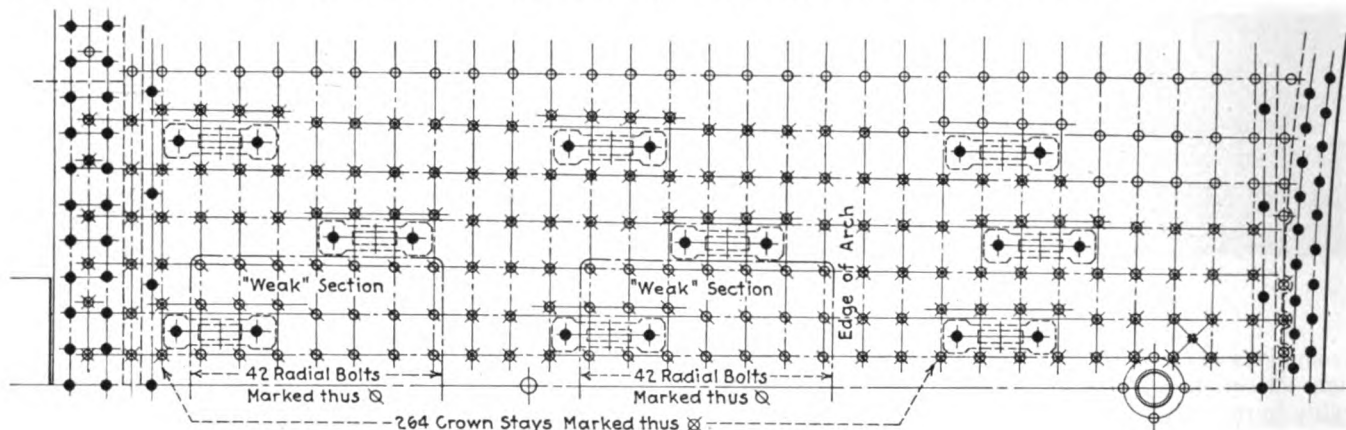 "Weak" Section
"Weak" Section
Edge of Arch
42 Radial Bolts
Marked thus
42 Radial Bolts
Marked thus
264 Crown Stays Marked thus